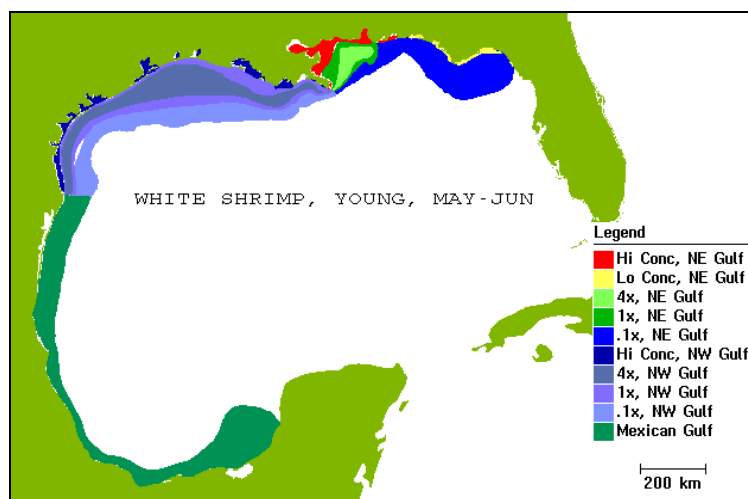 WHITE SHRIMP, YOUNG, MAY-JUN
Legend
Hi Conc, NE Gulf
Lo Conc, NE Gulf
4x, NE Gulf
1x, NE Gulf
.1x, NE Gulf
Hi Conc, NW Gulf
4x, NW Gulf
1x, NW Gulf
.1x, NW Gulf
Mexican Gulf
200 km